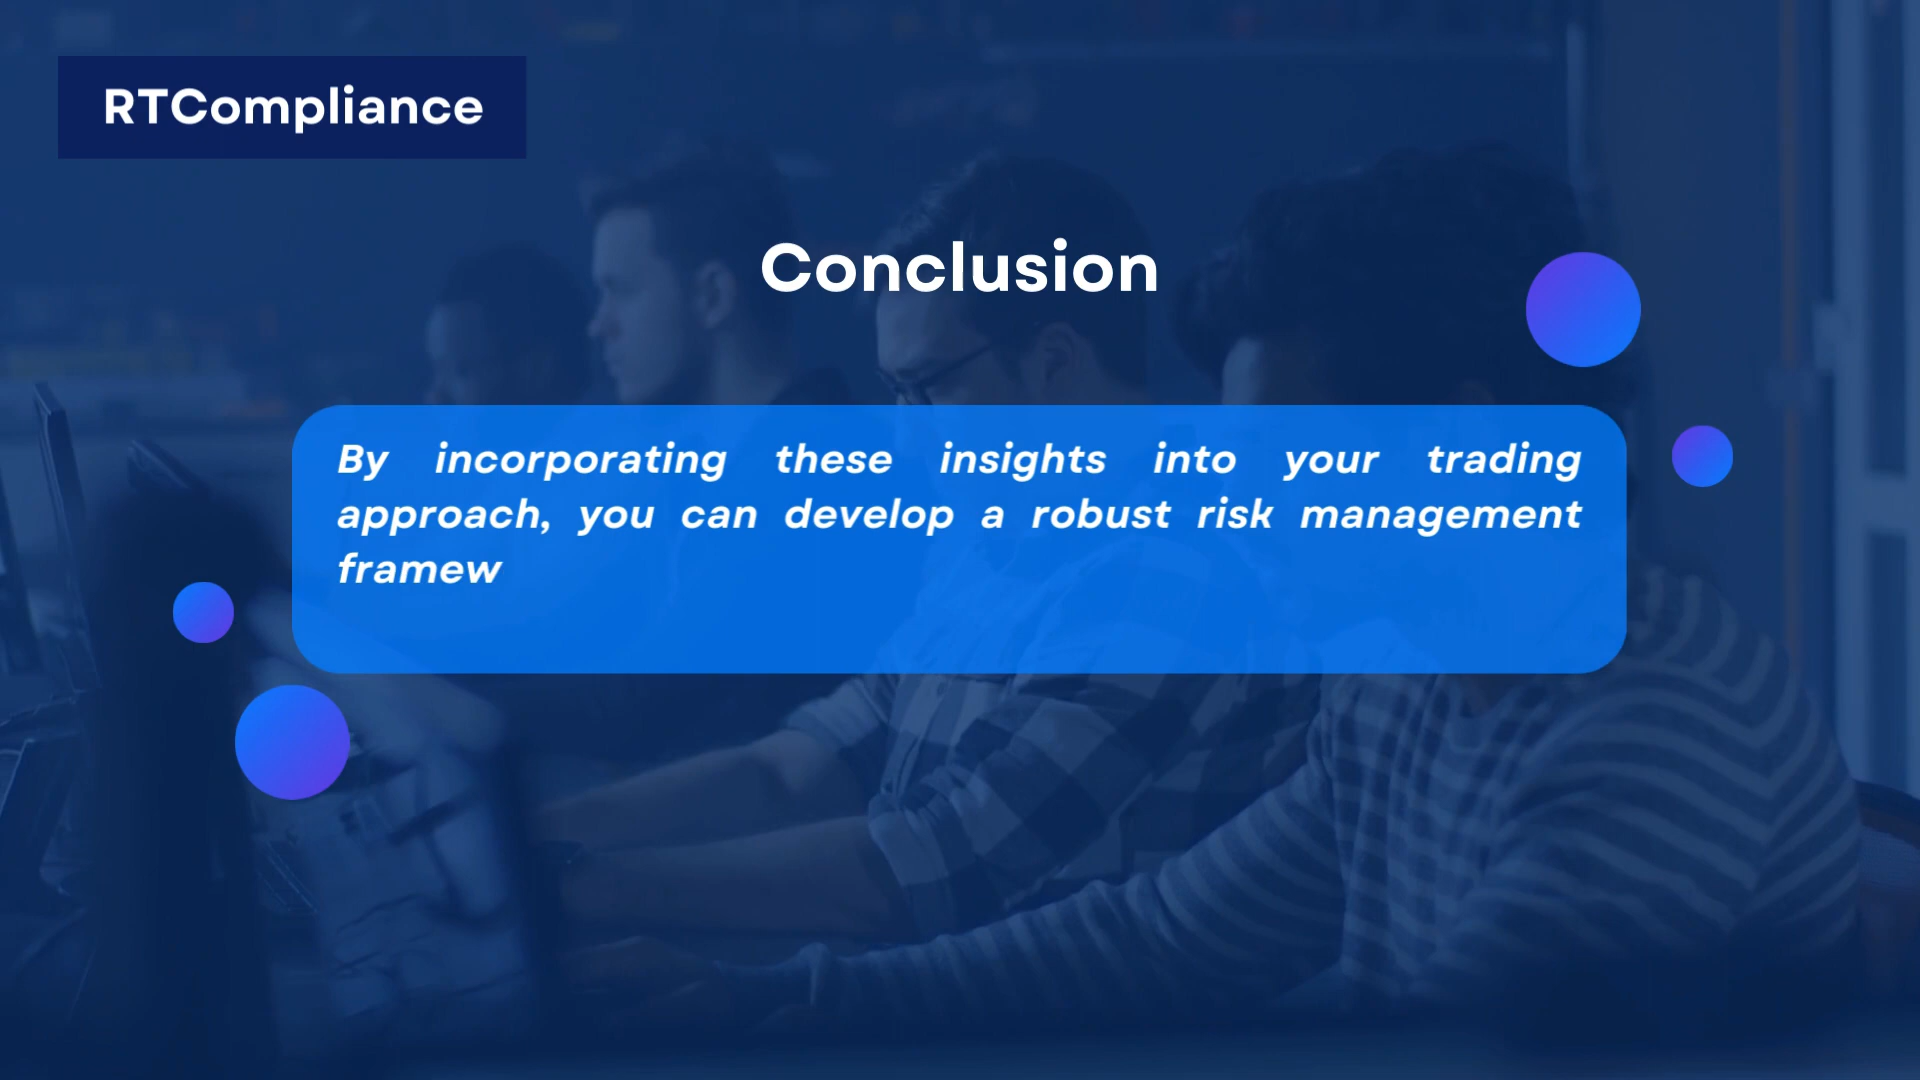 RTCompliance
Conclusion
By incorporating these insights into your trading
approach, you can develop a robust risk management
framew